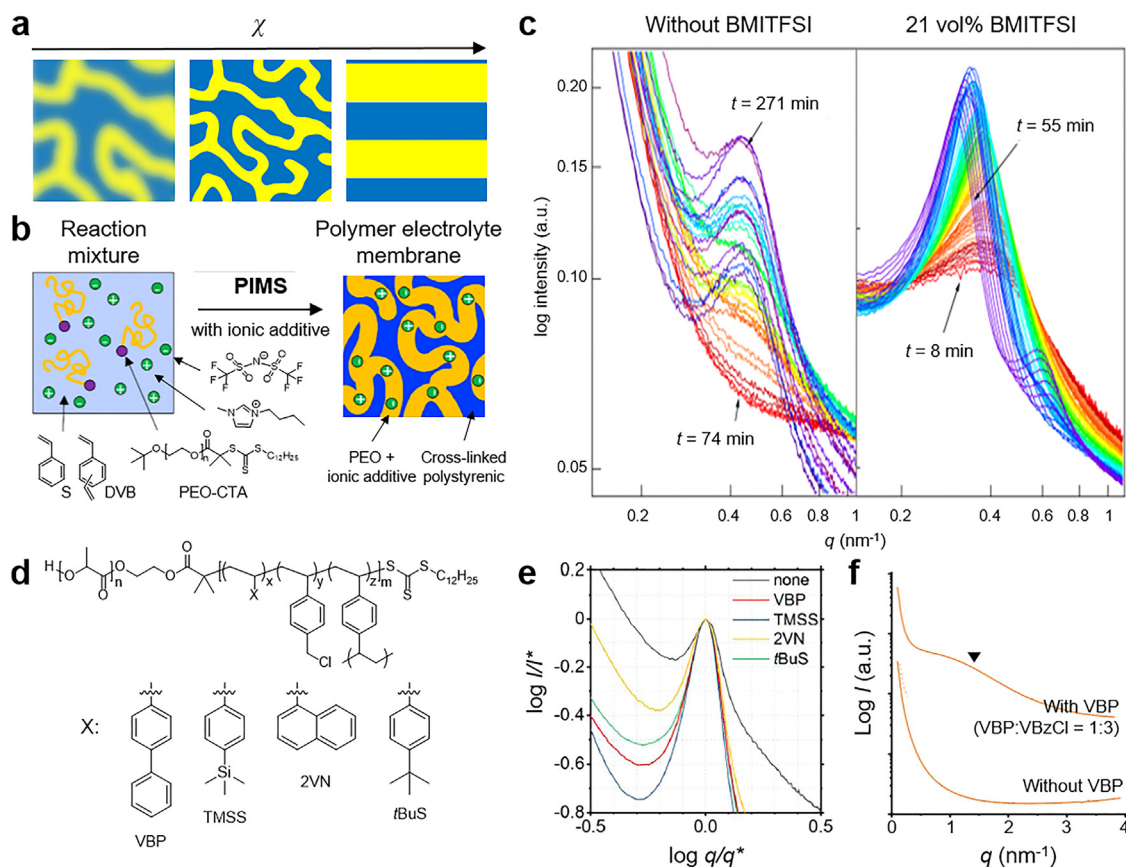 a
χ
b
Reaction
mixture
PIMS
with ionic additive
Polymer electrolyte
membrane
S
DVB
PEO-CTA
PEO +
ionic additive
Cross-linked
polystyrenic
c
Without BMITFSI
21 vol% BMITFSI
log intensity (a.u.)
0.20
0.15
0.10
0.05
t = 271 min
t = 74 min
t = 55 min
t = 8 min
0.2 0.4 0.6 0.8 1
0.2 0.4 0.6 0.8 1
q (nm⁻¹)
d
H O O n O O O x X y z m S S S C12H25
Cl
X:
VBP
Si
TMSS
2VN
tBuS
e
log I/I*
0.2
0
-0.2
-0.4
-0.6
-0.8
none
VBP
TMSS
2VN
tBuS
-0.5 0.0 0.5
log q/q*
f
Log I (a.u.)
With VBP
(VBP:VBzCl = 1:3)
Without VBP
0 1 2 3 4
q (nm⁻¹)